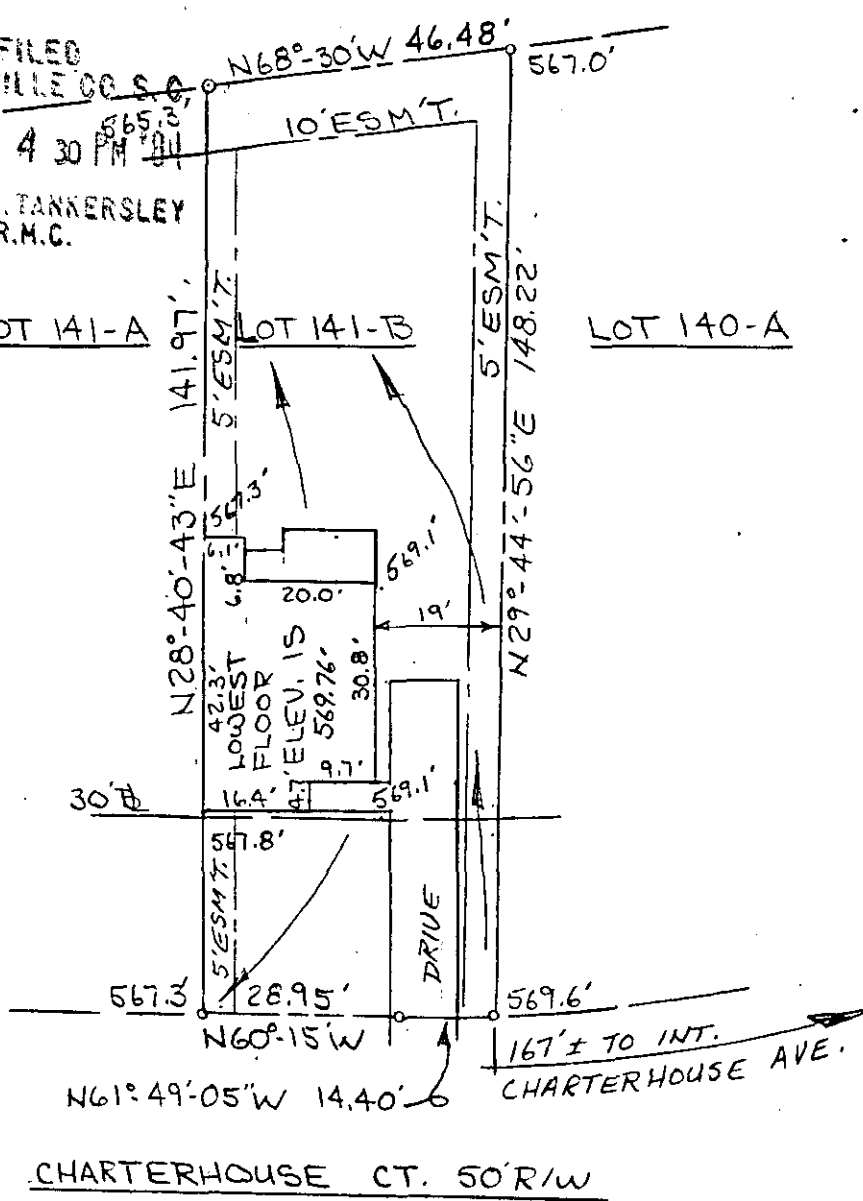 FILED
ILLE CO. S.C.
4 30 PM '84
. TANKERSLEY
R.M.C.
N68°-30'W 46.48'
567.0'
565.3'
10' ESM'T.
OT 141-A
LOT 141-B
LOT 140-A
N28°-40'-43"E 141.97'.
5' ESM'T.
5' ESM'T.
N29°-44'-56"E 148.22'
567.3'
6.1'
6.8'
20.0'
569.1'
19'
42.3'
LOWEST
FLOOR
ELEV. IS
569.76'
30.8'
9.7'
30'
16.4'
569.1'
567.8'
5' ESM'T.
DRIVE
567.3'
28.95'
569.6'
N60°-15'W
167' ± TO INT.
CHARTERHOUSE AVE.
N61°49'-05"W 14.40'
CHARTERHOUSE CT. 50' R/W